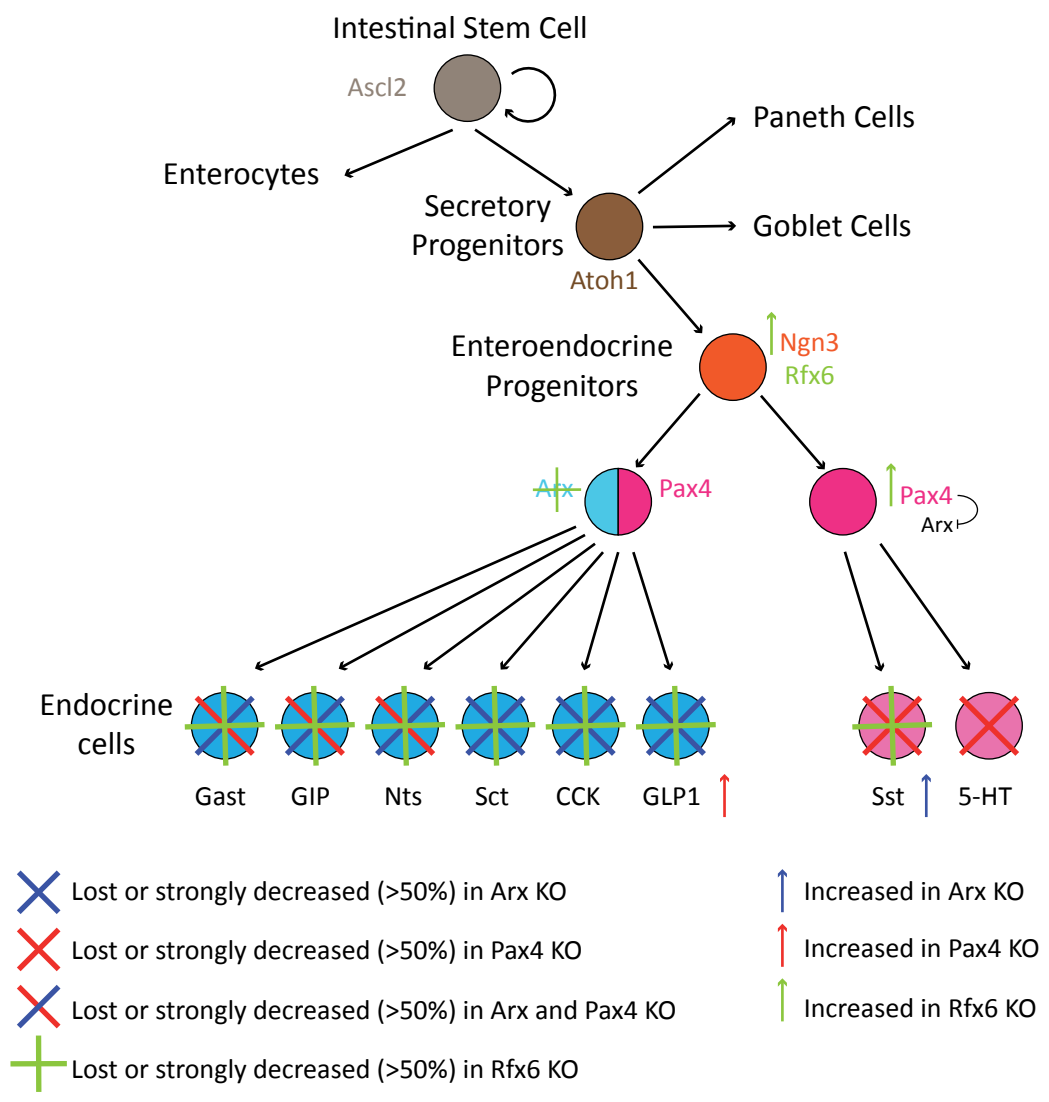 Intestinal Stem Cell
Ascl2
Paneth Cells
Enterocytes
Secretory
Progenitors
Goblet Cells
Atoh1
Enteroendocrine
Progenitors
Ngn3
Rfx6
Arx
Pax4
Pax4
Arx
Endocrine
cells
Gast
GIP
Nts
Sct
CCK
GLP1
Sst
5-HT
Lost or strongly decreased (>50%) in Arx KO
Increased in Arx KO
Lost or strongly decreased (>50%) in Pax4 KO
Increased in Pax4 KO
Lost or strongly decreased (>50%) in Arx and Pax4 KO
Increased in Rfx6 KO
Lost or strongly decreased (>50%) in Rfx6 KO